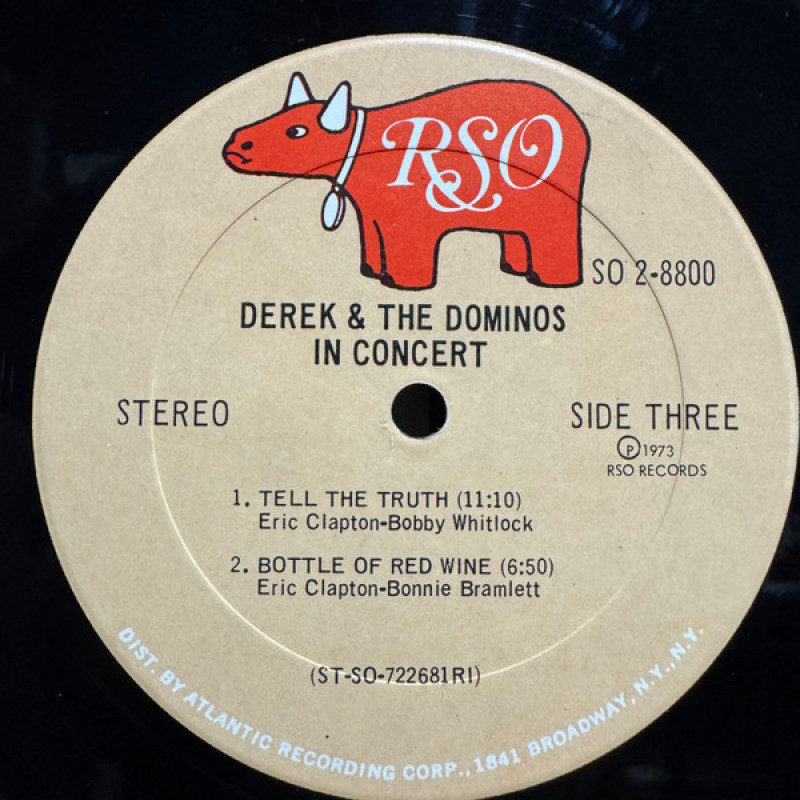 RSO
SO 2-8800
DEREK & THE DOMINOS
IN CONCERT
STEREO
SIDE THREE
Ⓟ1973
RSO RECORDS
1. TELL THE TRUTH (11:10)
Eric Clapton-Bobby Whitlock
2. BOTTLE OF RED WINE (6:50)
Eric Clapton-Bonnie Bramlett
(ST-SO-722681RI)
DIST. BY ATLANTIC RECORDING CORP., 1841 BROADWAY, N.Y., N.Y.